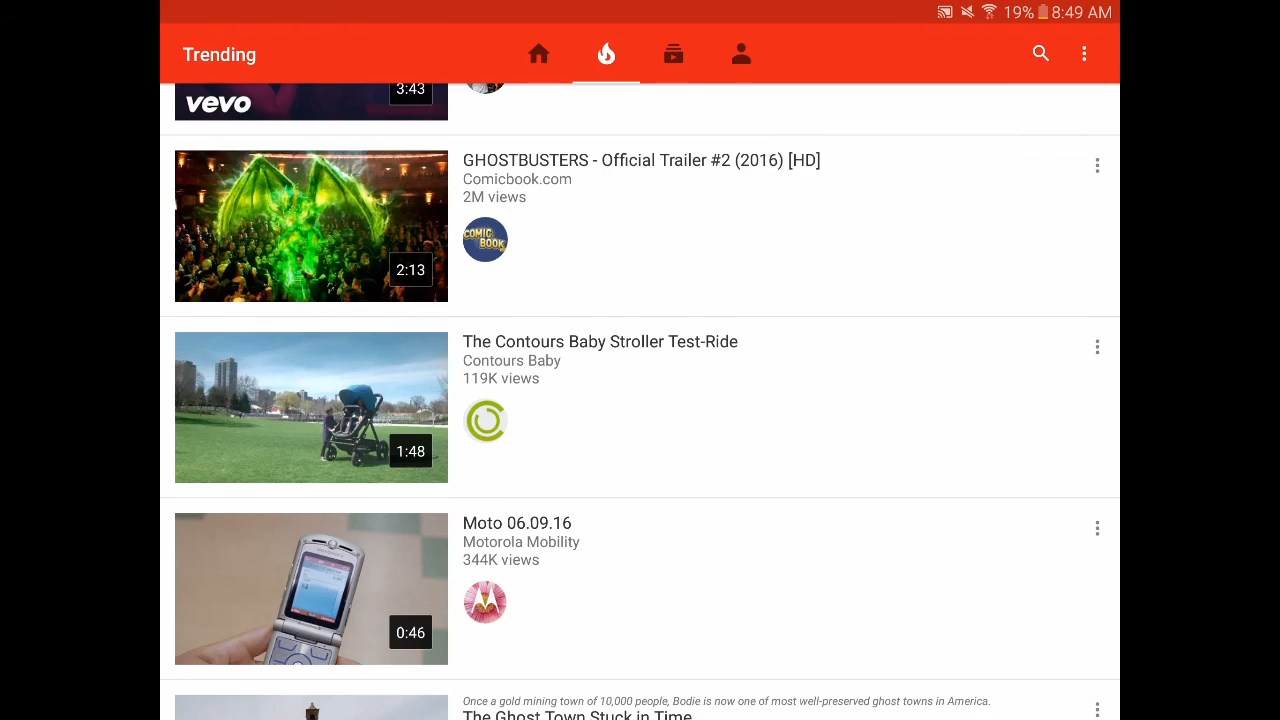 19% 8:49 AM
Trending
3:43
vevo
GHOSTBUSTERS - Official Trailer #2 (2016) [HD]
Comicbook.com
2M views
COMIC
BOOK
2:13
The Contours Baby Stroller Test-Ride
Contours Baby
119K views
1:48
Moto 06.09.16
Motorola Mobility
344K views
0:46
Once a gold mining town of 10,000 people, Bodie is now one of most well-preserved ghost towns in America.
The Ghost Town Stuck in Time